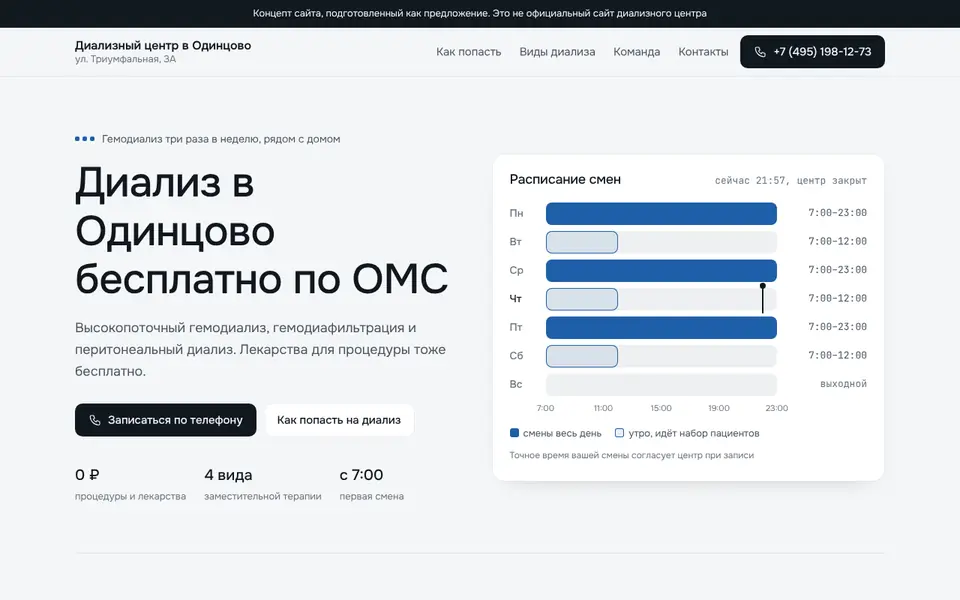 Концепт сайта, подготовленный как предложение. Это не официальный сайт диализного центра
Диализный центр в Одинцово
ул. Триумфальная, 3А
Как попасть
Виды диализа
Команда
Контакты
+7 (495) 198-12-73
Гемодиализ три раза в неделю, рядом с домом
Диализ в
Одинцово
бесплатно по ОМС
Высокопоточный гемодиализ, гемодиафильтрация и
перитонеальный диализ. Лекарства для процедуры тоже
бесплатно.
Записаться по телефону
Как попасть на диализ
0 ₽
процедуры и лекарства
4 вида
заместительной терапии
с 7:00
первая смена
Расписание смен
сейчас 21:57, центр закрыт
Пн 7:00–23:00
Вт 7:00–12:00
Ср 7:00–23:00
Чт 7:00–12:00
Пт 7:00–23:00
Сб 7:00–12:00
Вс выходной
7:00 11:00 15:00 19:00 23:00
смены весь день
утро, идёт набор пациентов
Точное время вашей смены согласует центр при записи